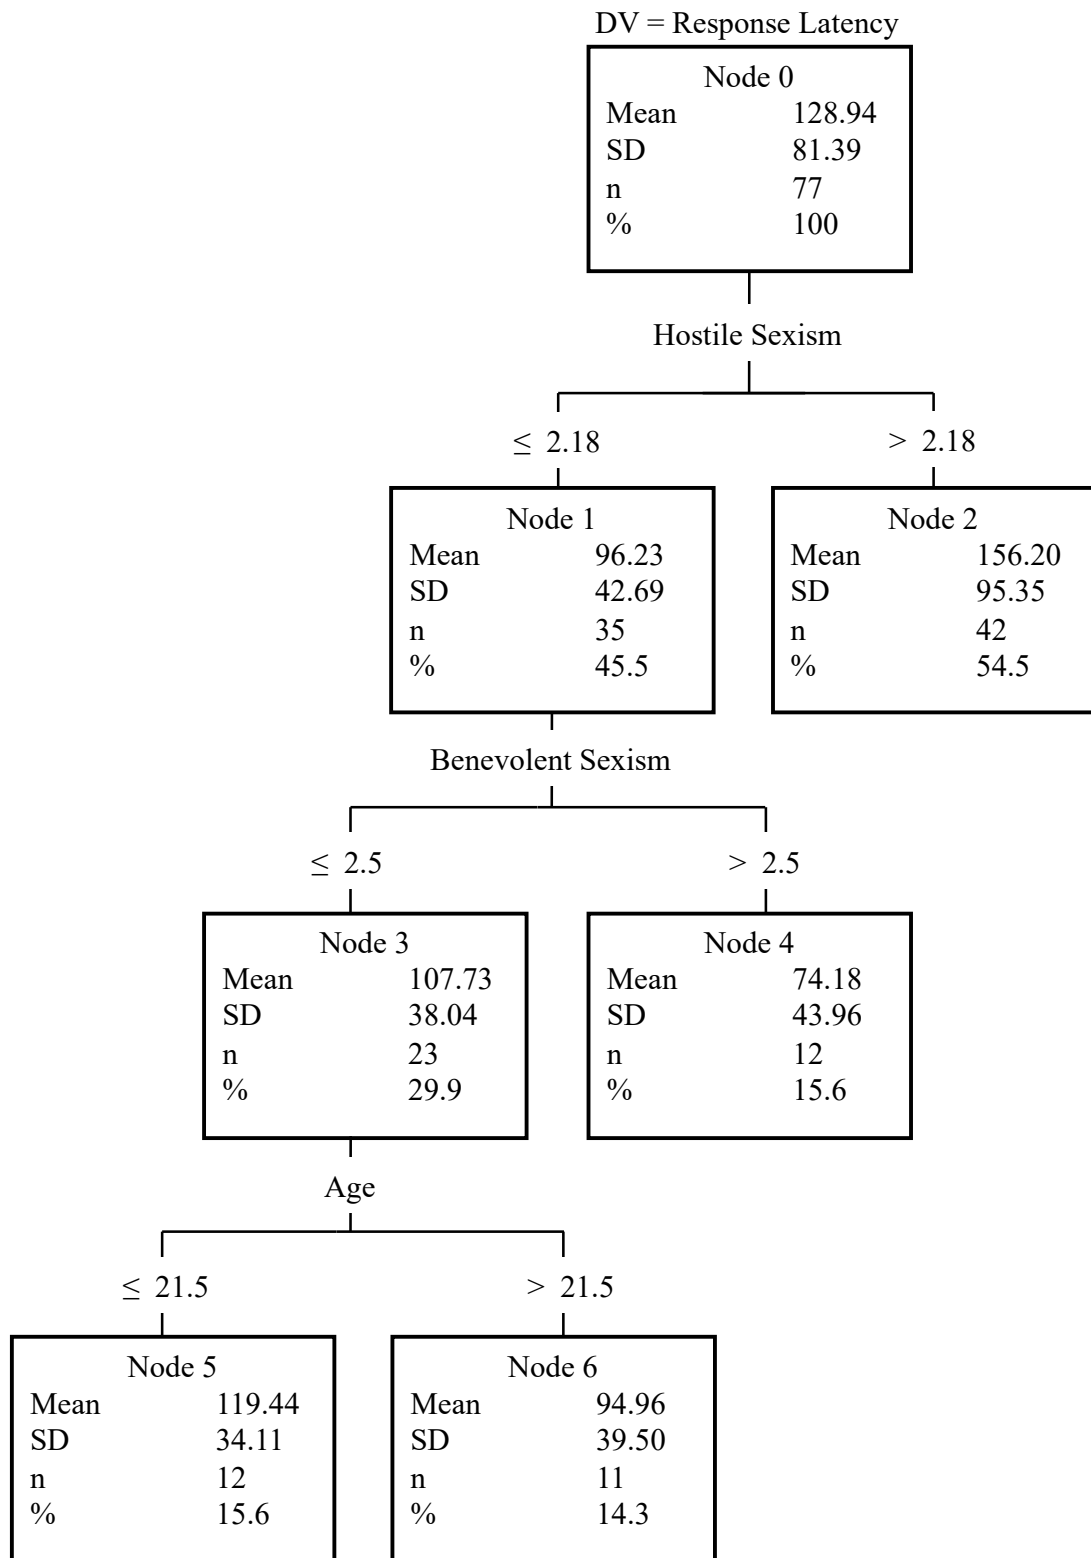 DV = Response Latency
Node 0
Mean 128.94
SD 81.39
n 77
% 100
Hostile Sexism
≤ 2.18 > 2.18
Node 1
Mean 96.23
SD 42.69
n 35
% 45.5
Node 2
Mean 156.20
SD 95.35
n 42
% 54.5
Benevolent Sexism
≤ 2.5 > 2.5
Node 3
Mean 107.73
SD 38.04
n 23
% 29.9
Node 4
Mean 74.18
SD 43.96
n 12
% 15.6
Age
≤ 21.5 > 21.5
Node 5
Mean 119.44
SD 34.11
n 12
% 15.6
Node 6
Mean 94.96
SD 39.50
n 11
% 14.3